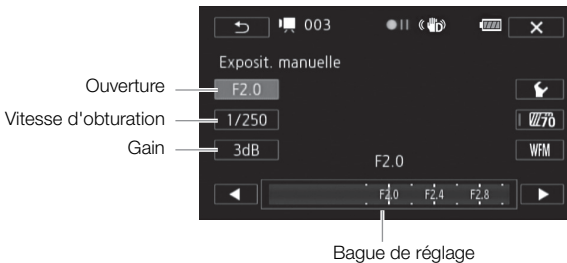 003
Exposit. manuelle
Ouverture
F2.0
Vitesse d'obturation
1/250
70
Gain
3dB
WFM
F2.0
F2.0 F2.4 F2.8
Bague de réglage